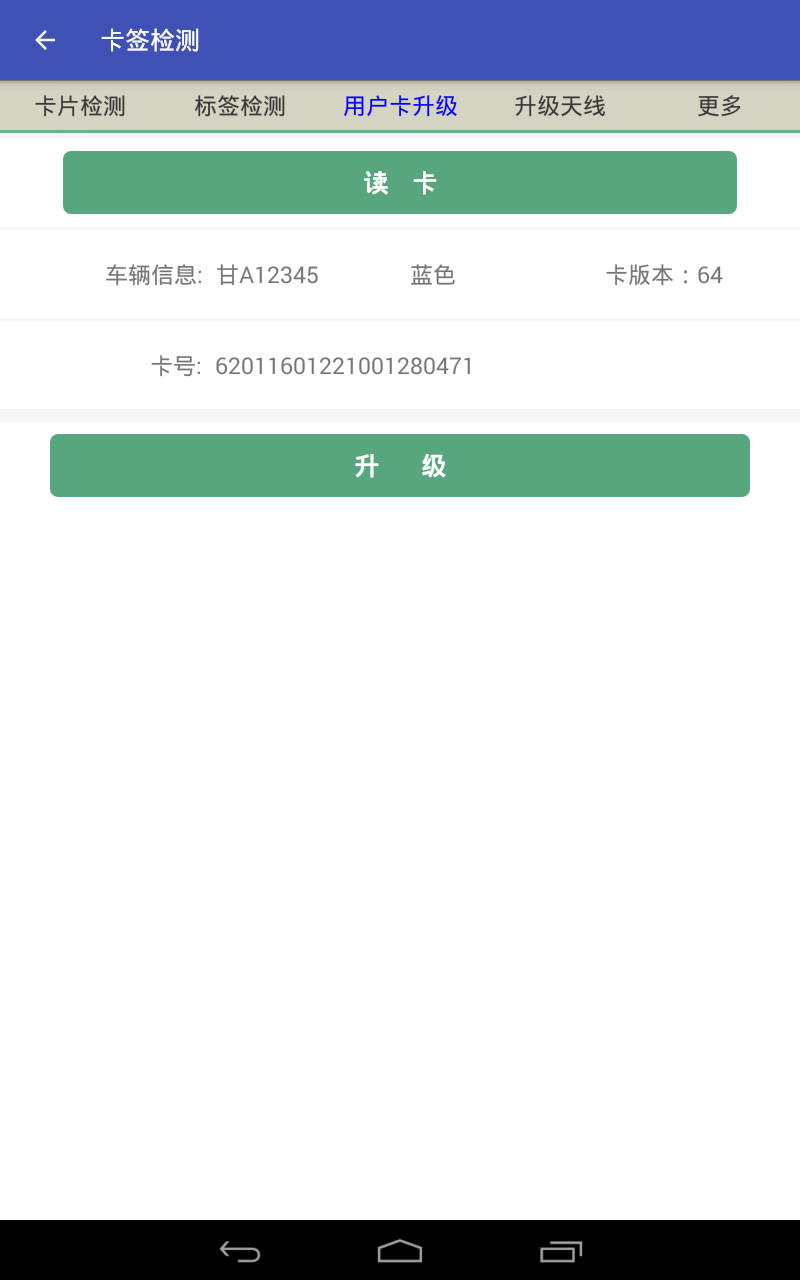 卡签检测
卡片检测 标签检测 用户卡升级 升级天线 更多
读 卡
车辆信息: 甘A12345 蓝色 卡版本：64
卡号: 62011601221001280471
升 级